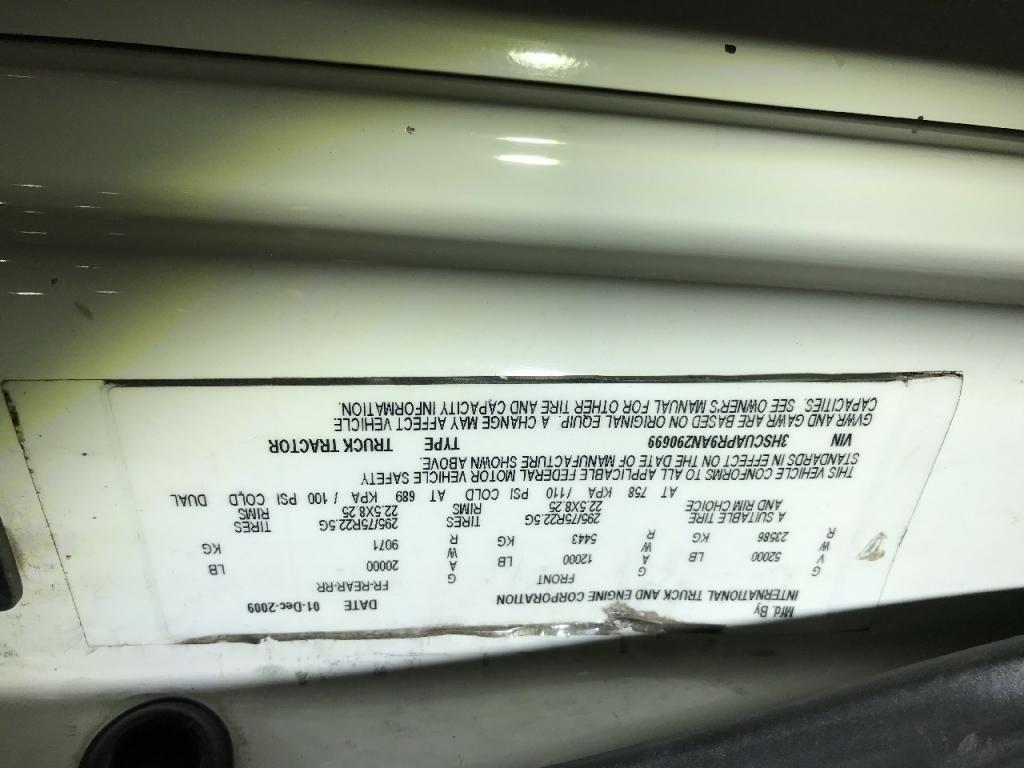 Mfd. By
INTERNATIONAL TRUCK AND ENGINE CORPORATION DATE 01-Dec-2009
G FRONT G FR-REAR-RR
V 52000 LB A 12000 LB A 20000 LB
W W W
R 23586 KG R 5443 KG R 9071 KG
A SUITABLE TIRE 295/75R22.5G TIRES 295/75R22.5G TIRES
AND RIM CHOICE 22.5X8.25 RIMS 22.5X8.25 RIMS
AT 758 KPA /110 PSI COLD AT 689 KPA / 100 PSI COLD DUAL
THIS VEHICLE CONFORMS TO ALL APPLICABLE FEDERAL MOTOR VEHICLE SAFETY
STANDARDS IN EFFECT ON THE DATE OF MANUFACTURE SHOWN ABOVE.
VIN 3HSCUAPR9AN290699 TYPE TRUCK TRACTOR
GVWR AND GAWR ARE BASED ON ORIGINAL EQUIP. A CHANGE MAY AFFECT VEHICLE
CAPACITIES. SEE OWNER'S MANUAL FOR OTHER TIRE AND CAPACITY INFORMATION.